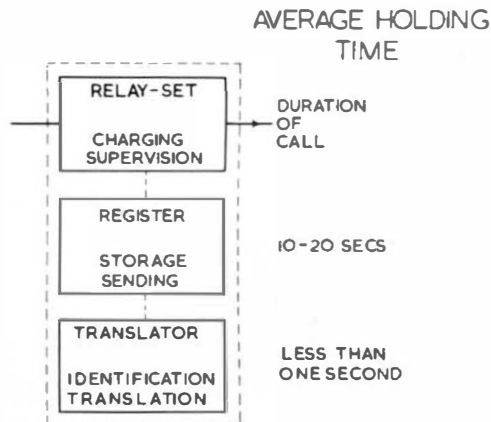 AVERAGE HOLDING
TIME
RELAY-SET
CHARGING
SUPERVISION
DURATION
OF
CALL
REGISTER
STORAGE
SENDING
10-20 SECS
TRANSLATOR
IDENTIFICATION
TRANSLATION
LESS THAN
ONE SECOND